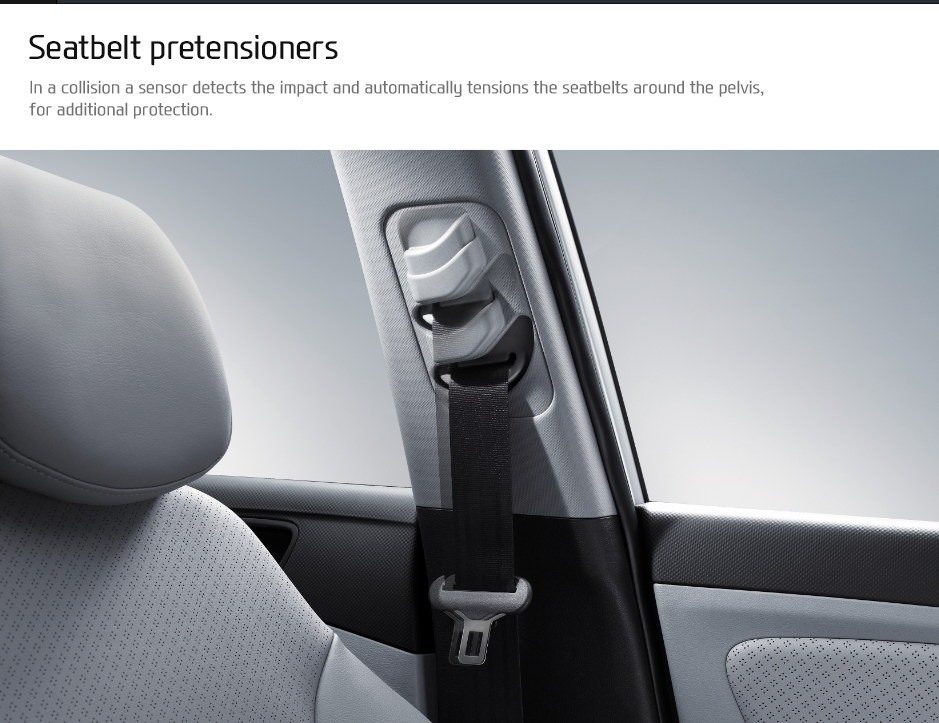 Seatbelt pretensioners
In a collision a sensor detects the impact and automatically tensions the seatbelts around the pelvis,
for additional protection.